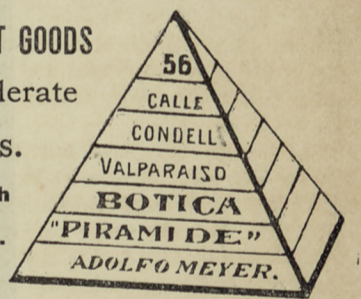 T GOODS
derate
s.
h
.
56
CALLE
CONDELL
VALPARAISO
BOTICA
"PIRAMIDE"
ADOLFO MEYER.